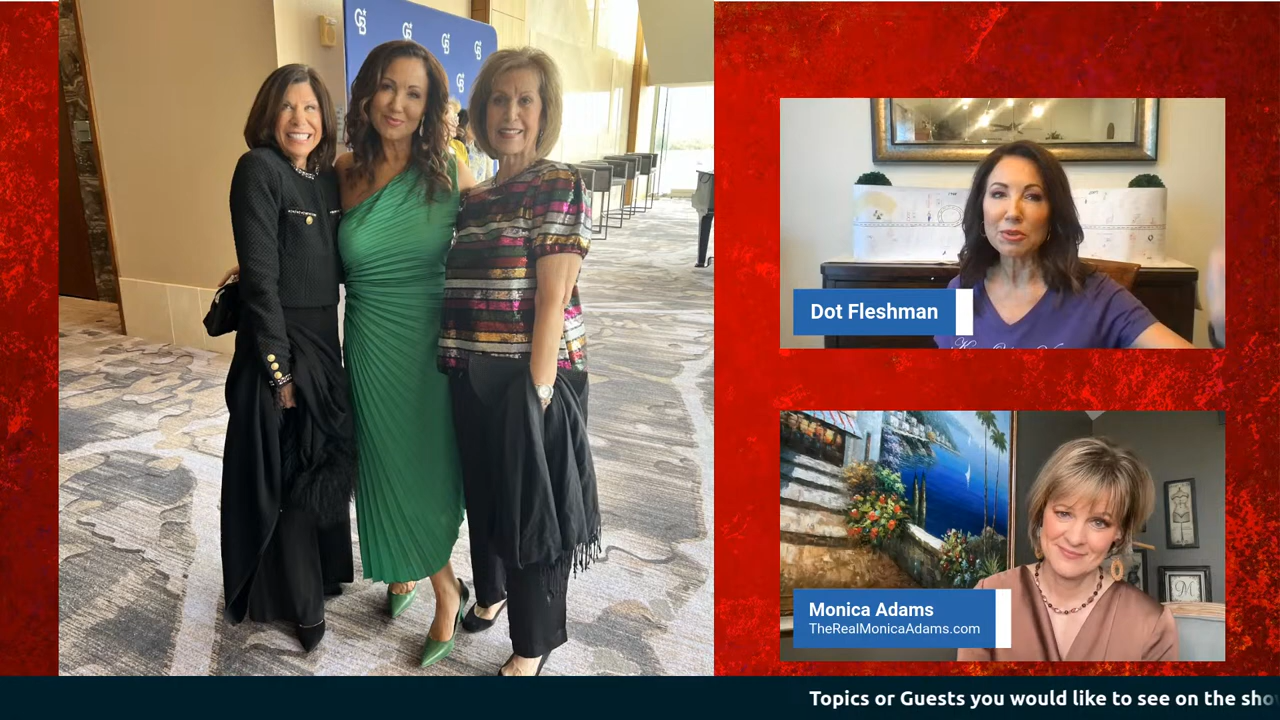 Dot Fleshman
Monica Adams
TheRealMonicaAdams.com
Topics or Guests you would like to see on the sho